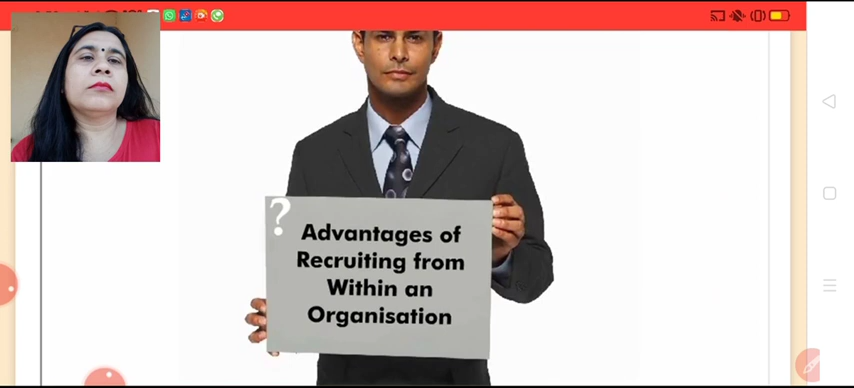 ?
Advantages of
Recruiting from
Within an
Organisation